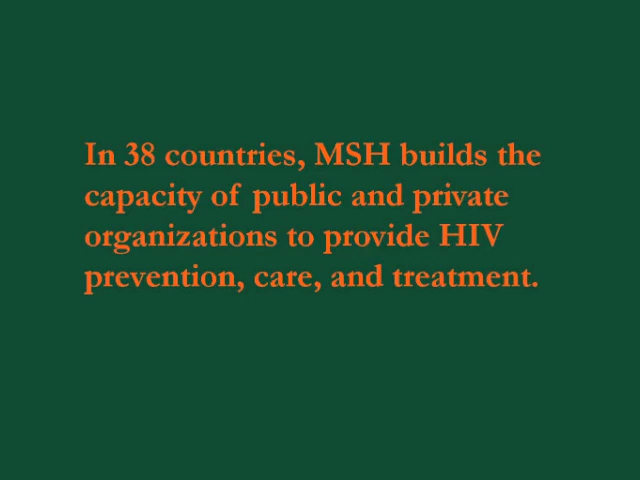 In 38 countries, MSH builds the
capacity of public and private
organizations to provide HIV
prevention, care, and treatment.